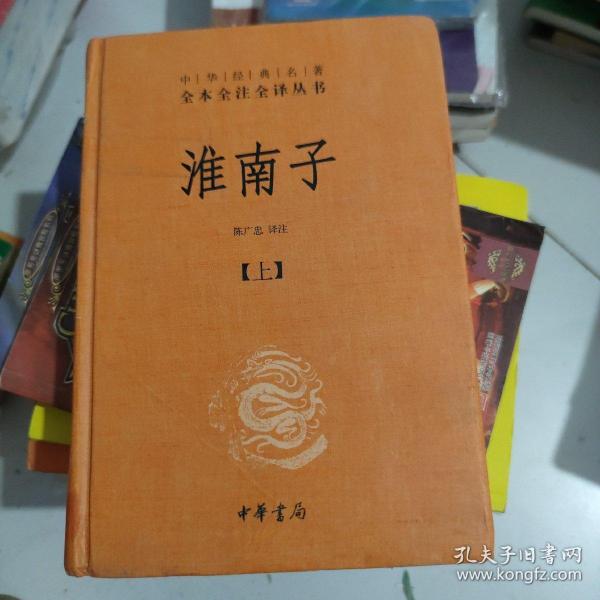 中华经典名著
全本全注全译丛书
淮南子
陈广忠 译注
【上】
中華書局
孔夫子旧书网
www.kongfz.com